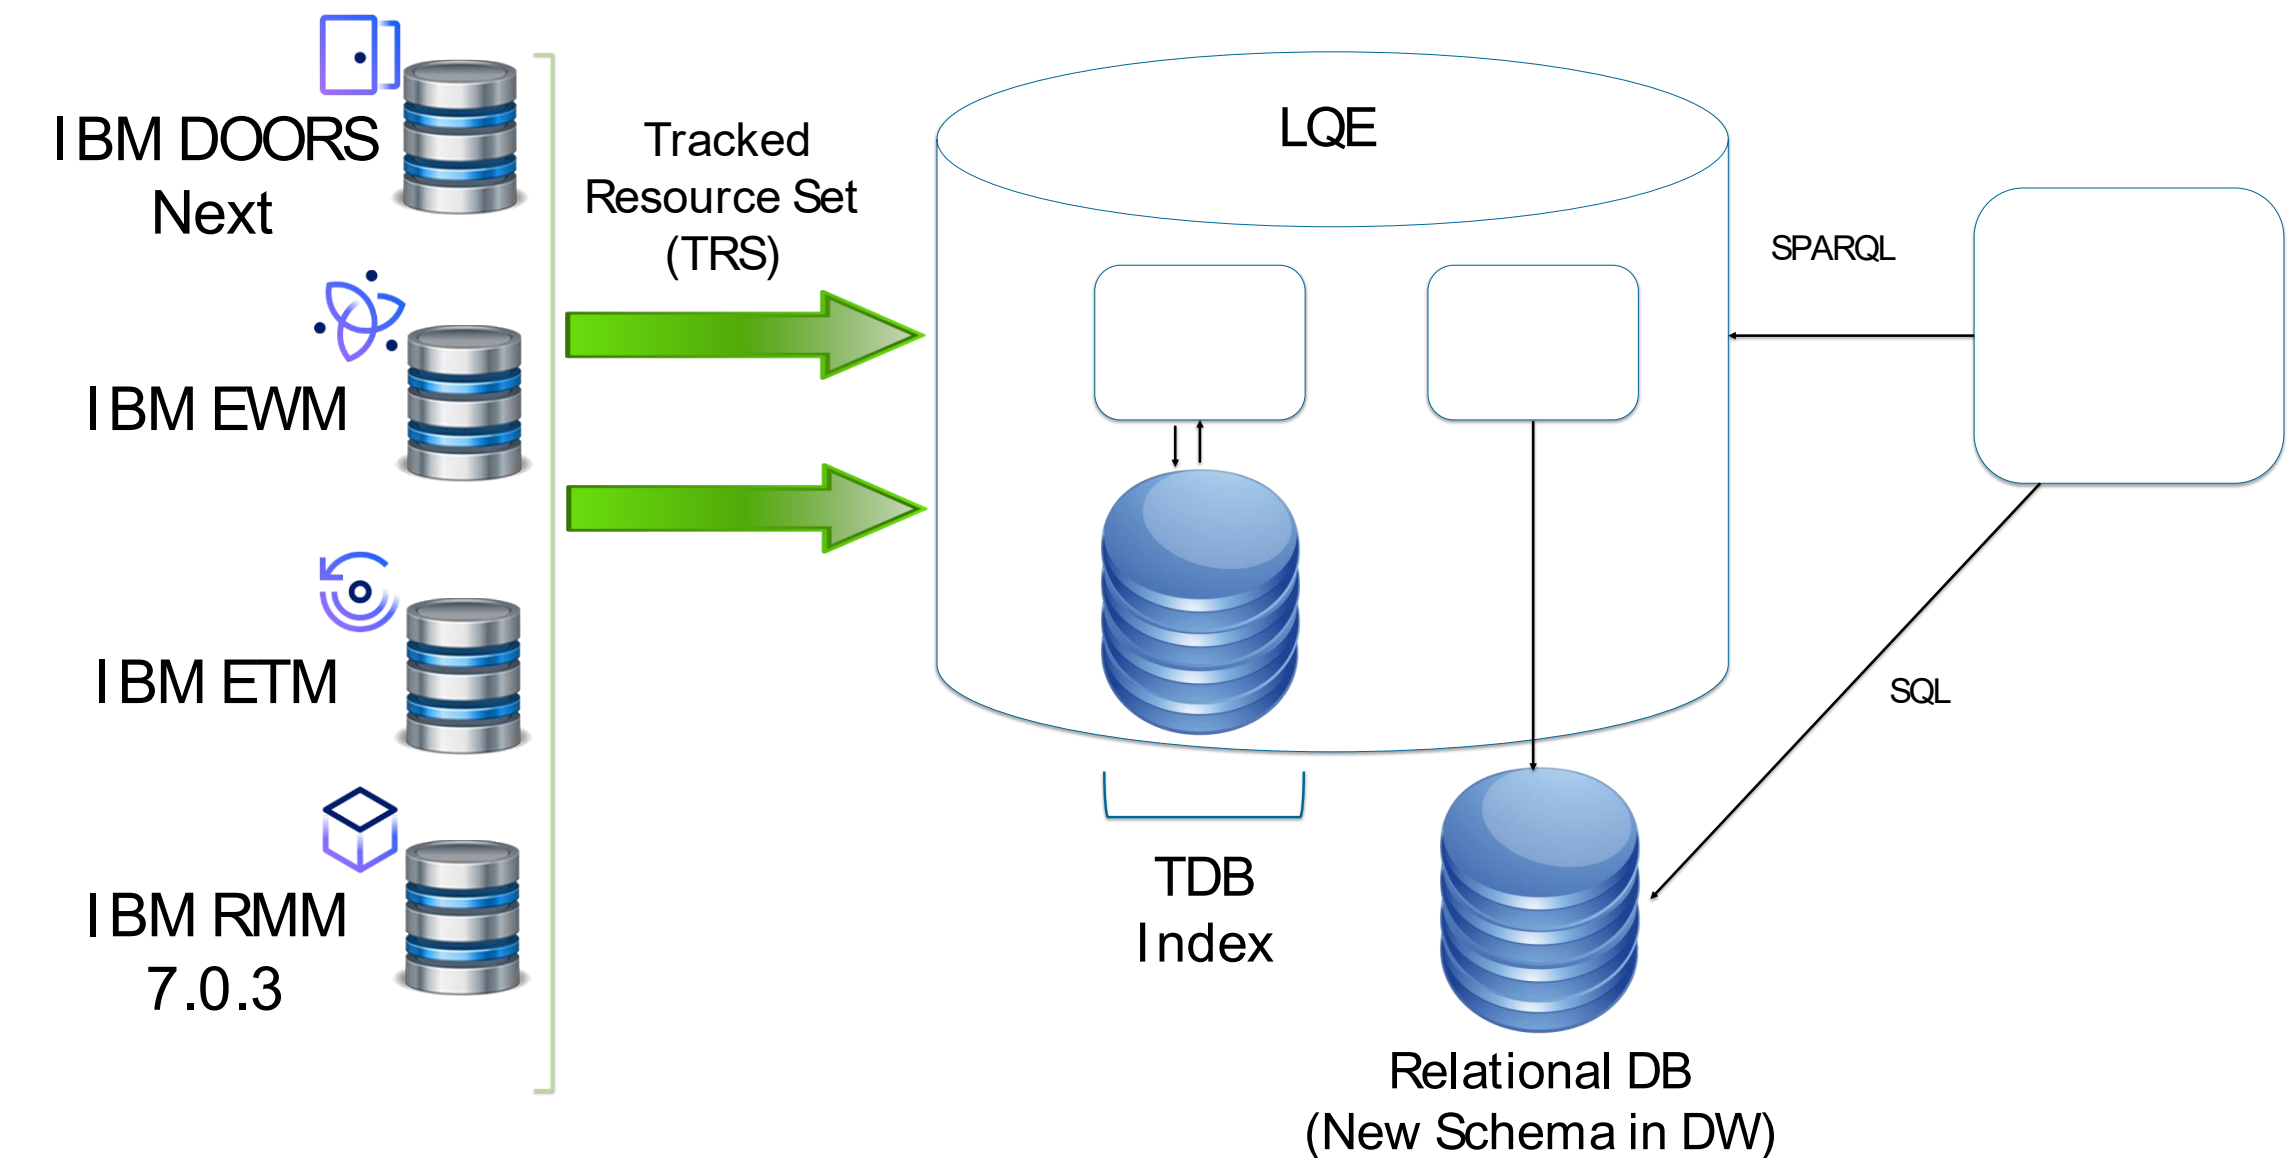 IBM DOORS
Next
IBM EWM
IBM ETM
IBM RMM
7.0.3
Tracked
Resource Set
(TRS)
LQE
SPARQL
SQL
TDB
Index
Relational DB
(New Schema in DW)